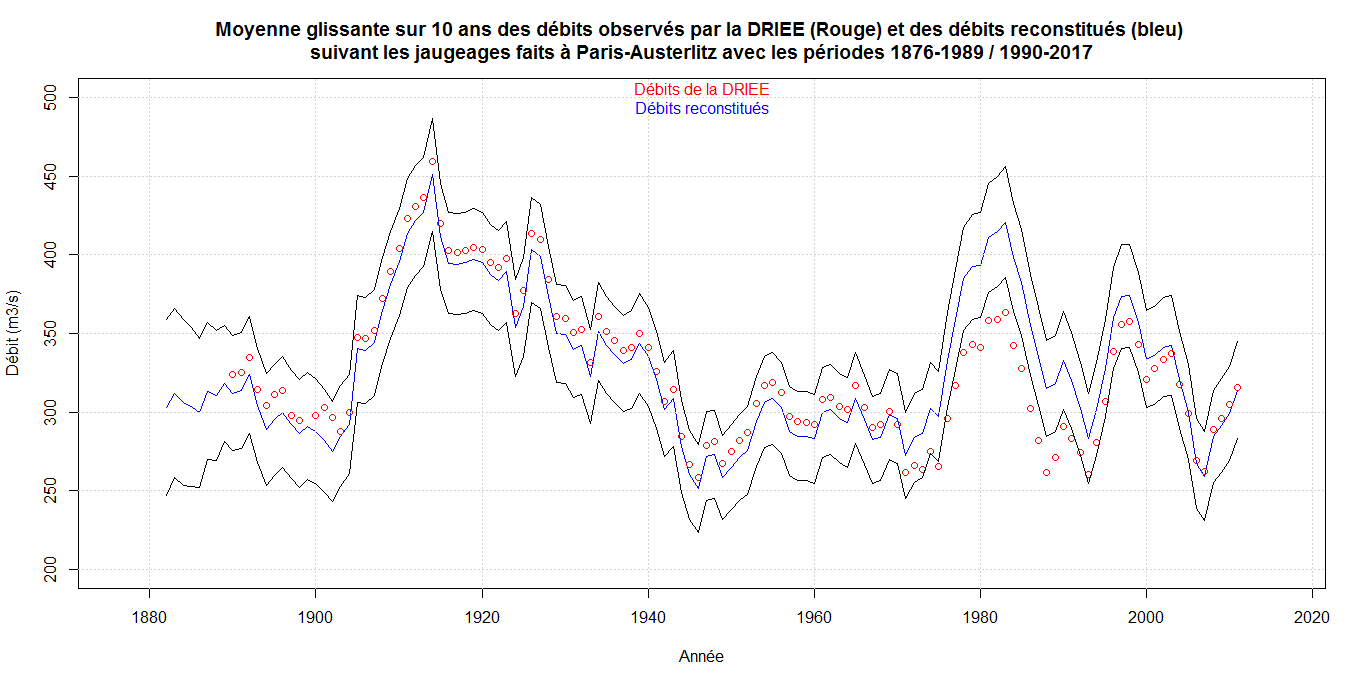 Moyenne glissante sur 10 ans des débits observés par la DRIEE (Rouge) et des débits reconstitués (bleu)
suivant les jaugeages faits à Paris-Austerlitz avec les périodes 1876-1989 / 1990-2017
Débits de la DRIEE
Débits reconstitués
Débit (m3/s)
500
450
400
350
300
250
200
1880 1900 1920 1940 1960 1980 2000 2020
Année